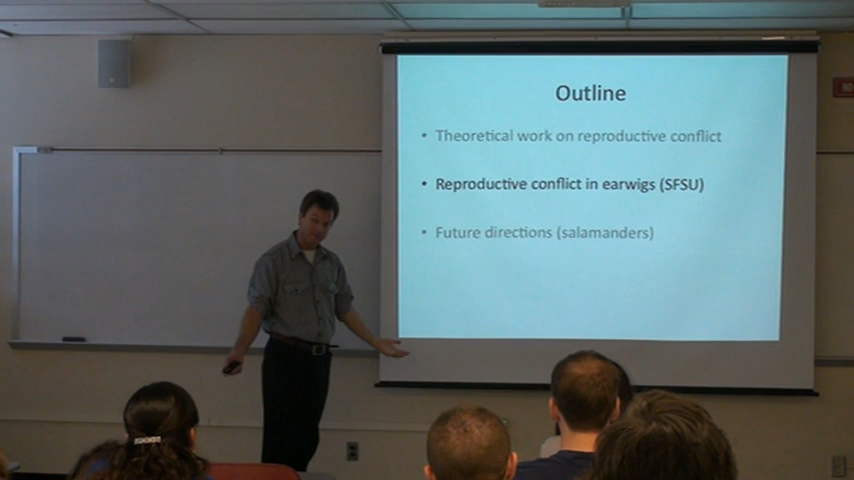 Outline
• Theoretical work on reproductive conflict
• Reproductive conflict in earwigs (SFSU)
• Future directions (salamanders)